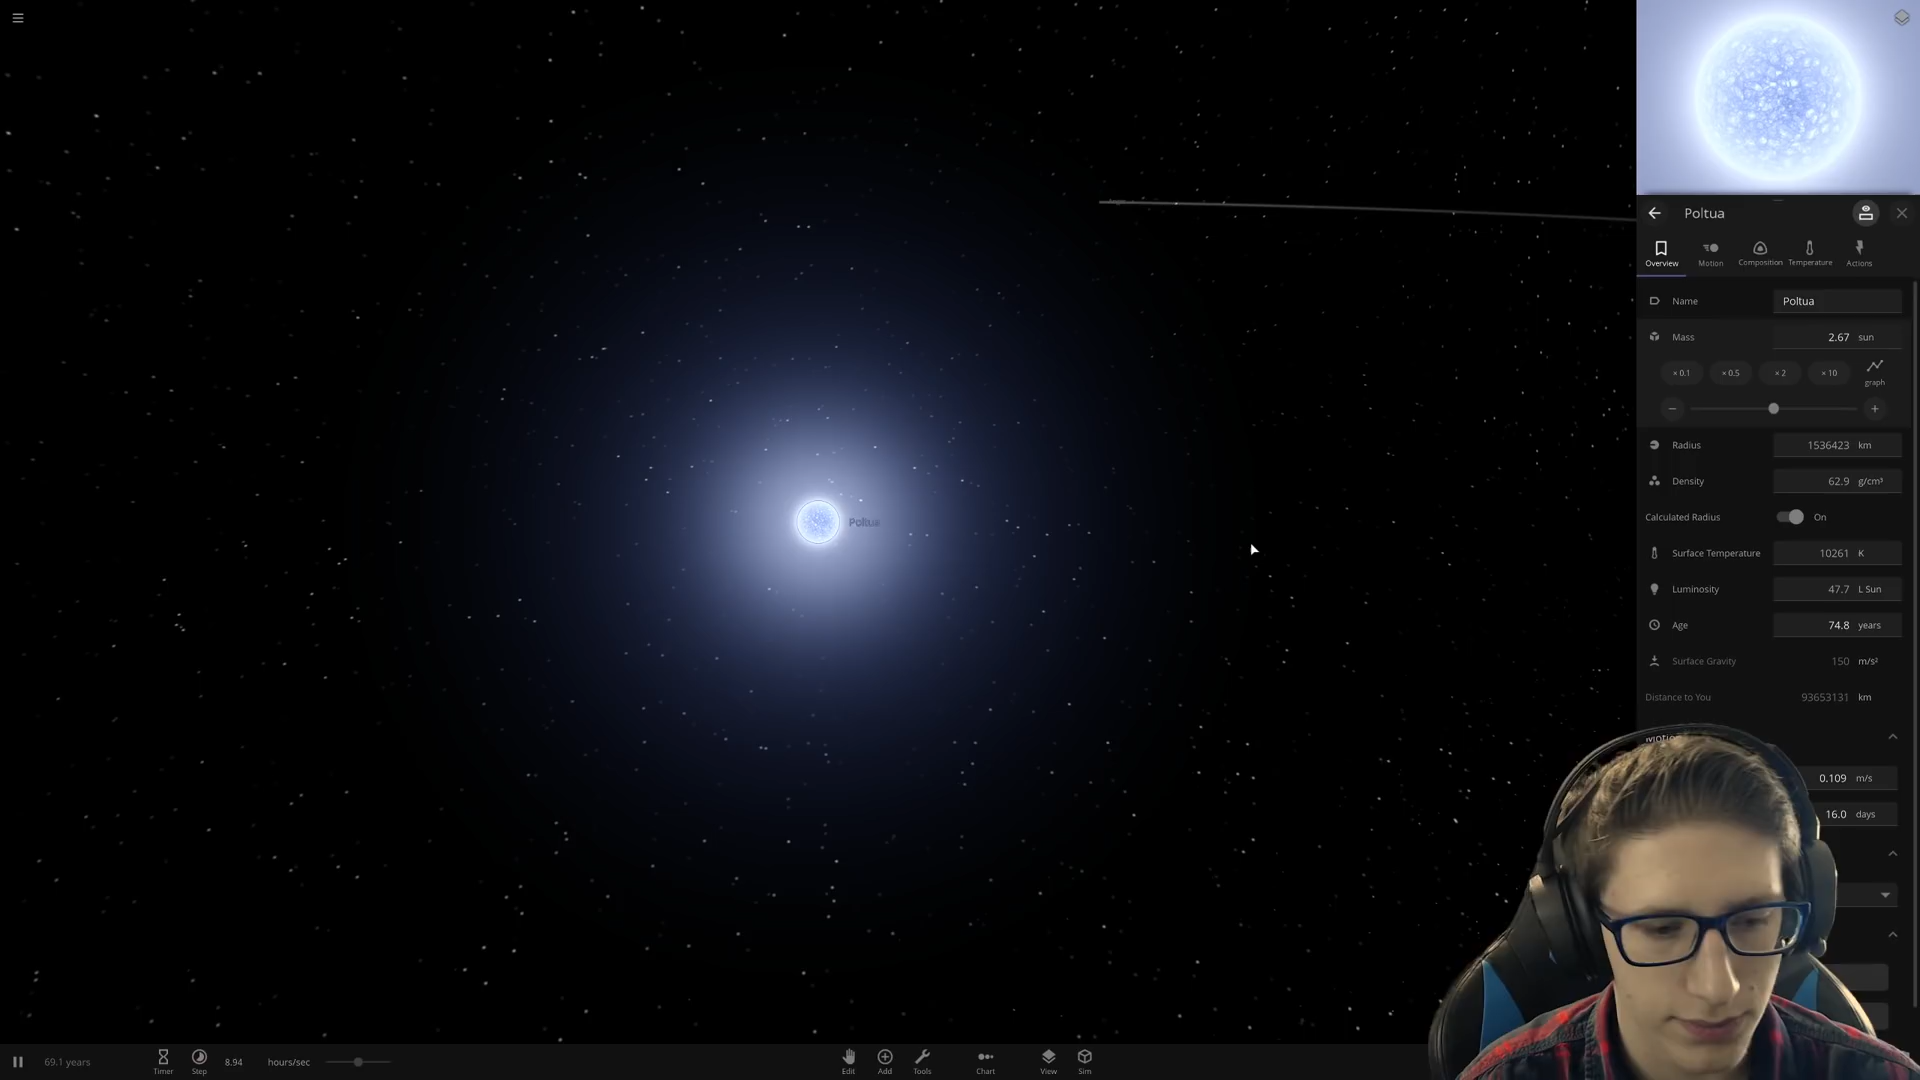 Poltua
Overview
Motion
Composition
Temperature
Actions
Name
Poltua
Mass
2.67 sun
× 0.1
× 0.5
× 2
× 10
graph
Radius
1536423 km
Density
62.9 g/cm³
Calculated Radius
On
Surface Temperature
10261 K
Luminosity
47.7 L Sun
Age
74.8 years
Surface Gravity
150 m/s²
Distance to You
93653131 km
Motion
0.109 m/s
16.0 days
Poltua
69.1 years
Timer
Step
8.94
hours/sec
Edit
Add
Tools
Chart
View
Sim